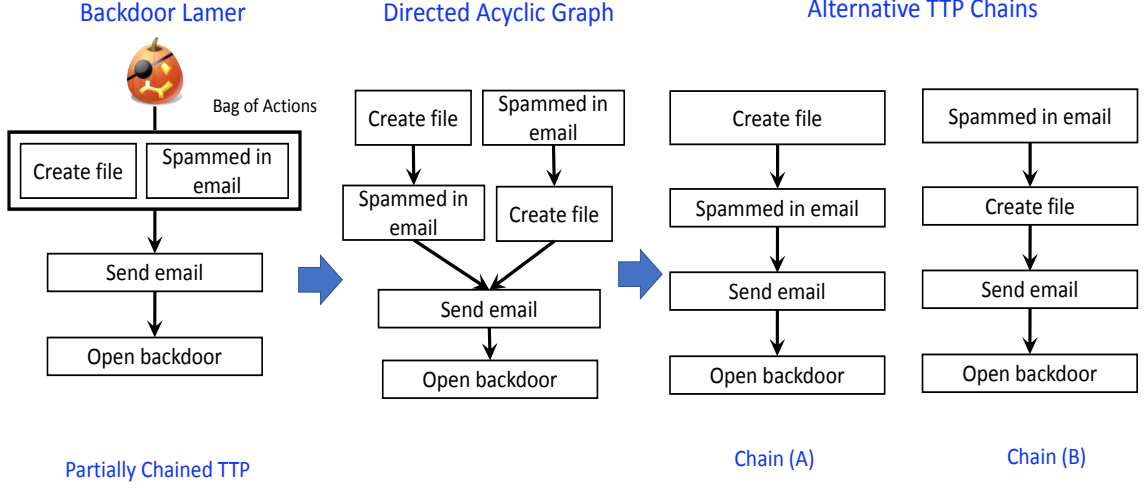 Backdoor Lamer
Directed Acyclic Graph
Alternative TTP Chains
Bag of Actions
Create file
Spammed in
email
Send email
Open backdoor
Partially Chained TTP
Create file
Spammed in
email
Spammed in
email
Create file
Send email
Open backdoor
Create file
Spammed in email
Send email
Open backdoor
Chain (A)
Spammed in email
Create file
Send email
Open backdoor
Chain (B)